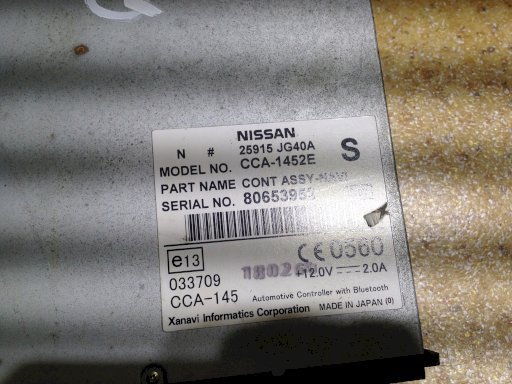 NISSAN
N # 25915 JG40A
S
MODEL NO. CCA-1452E
PART NAME CONT ASSY-NAVI
SERIAL NO.
e13
CE 0560
033709
+12.0V 2.0A
CCA-145
Automotive Controller with Bluetooth
Xanavi Informatics Corporation MADE IN JAPAN (0)